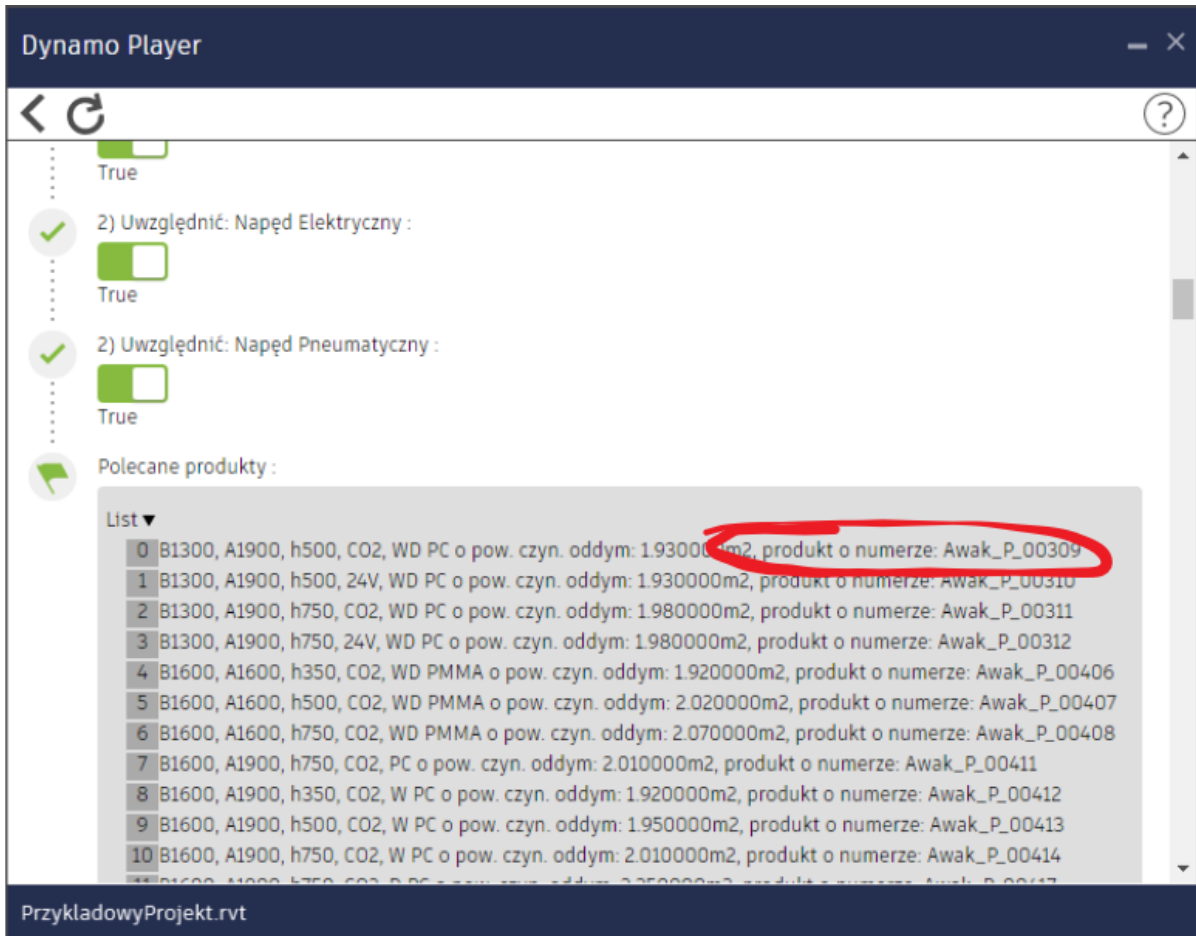 Dynamo Player
True
2) Uwzględnić: Napęd Elektryczny :
True
2) Uwzględnić: Napęd Pneumatyczny :
True
Polecane produkty :
List ▼
0 B1300, A1900, h500, CO2, WD PC o pow. czyn. oddym: 1.930000m2, produkt o numerze: Awak_P_00309
1 B1300, A1900, h500, 24V, WD PC o pow. czyn. oddym: 1.930000m2, produkt o numerze: Awak_P_00310
2 B1300, A1900, h750, CO2, WD PC o pow. czyn. oddym: 1.980000m2, produkt o numerze: Awak_P_00311
3 B1300, A1900, h750, 24V, WD PC o pow. czyn. oddym: 1.980000m2, produkt o numerze: Awak_P_00312
4 B1600, A1600, h350, CO2, WD PMMA o pow. czyn. oddym: 1.920000m2, produkt o numerze: Awak_P_00406
5 B1600, A1600, h500, CO2, WD PMMA o pow. czyn. oddym: 2.020000m2, produkt o numerze: Awak_P_00407
6 B1600, A1600, h750, CO2, WD PMMA o pow. czyn. oddym: 2.070000m2, produkt o numerze: Awak_P_00408
7 B1600, A1900, h750, CO2, PC o pow. czyn. oddym: 2.010000m2, produkt o numerze: Awak_P_00411
8 B1600, A1900, h350, CO2, W PC o pow. czyn. oddym: 1.920000m2, produkt o numerze: Awak_P_00412
9 B1600, A1900, h500, CO2, W PC o pow. czyn. oddym: 1.950000m2, produkt o numerze: Awak_P_00413
10 B1600, A1900, h750, CO2, W PC o pow. czyn. oddym: 2.010000m2, produkt o numerze: Awak_P_00414
PrzykladowyProjekt.rvt